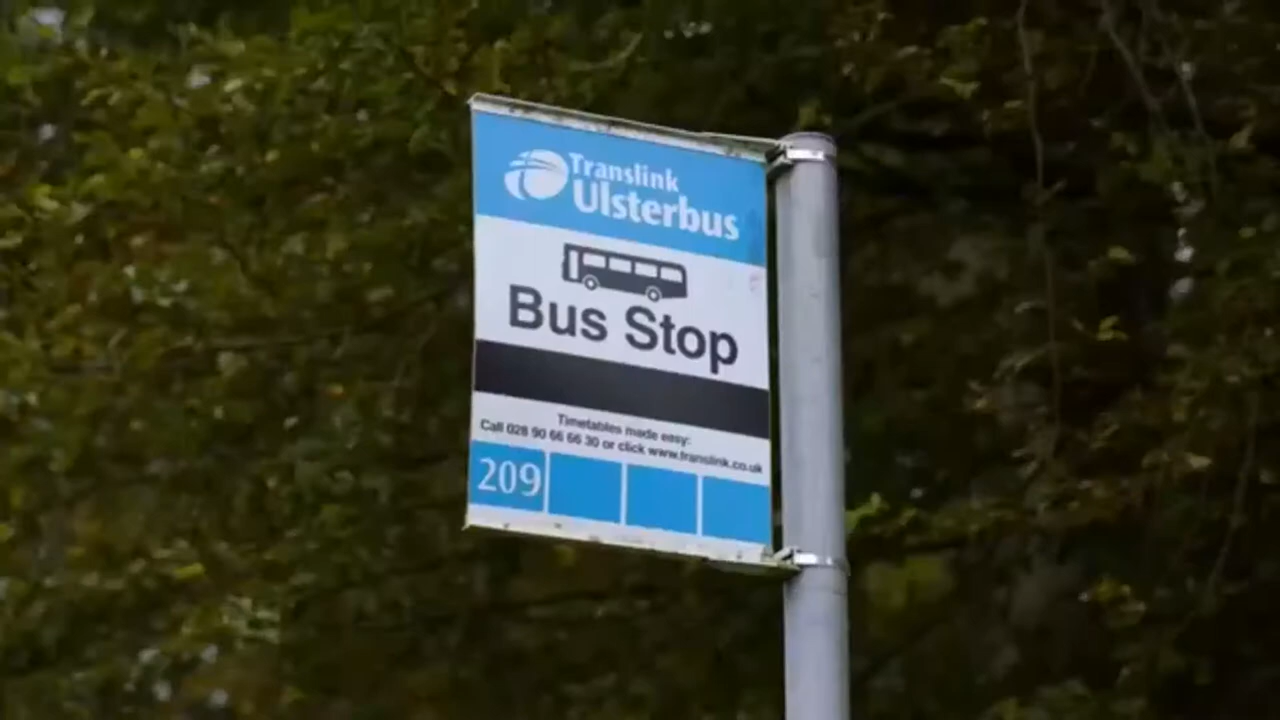 Translink
Ulsterbus
Bus Stop
Timetables made easy:
Call 028 90 66 66 30 or click www.translink.co.uk
209